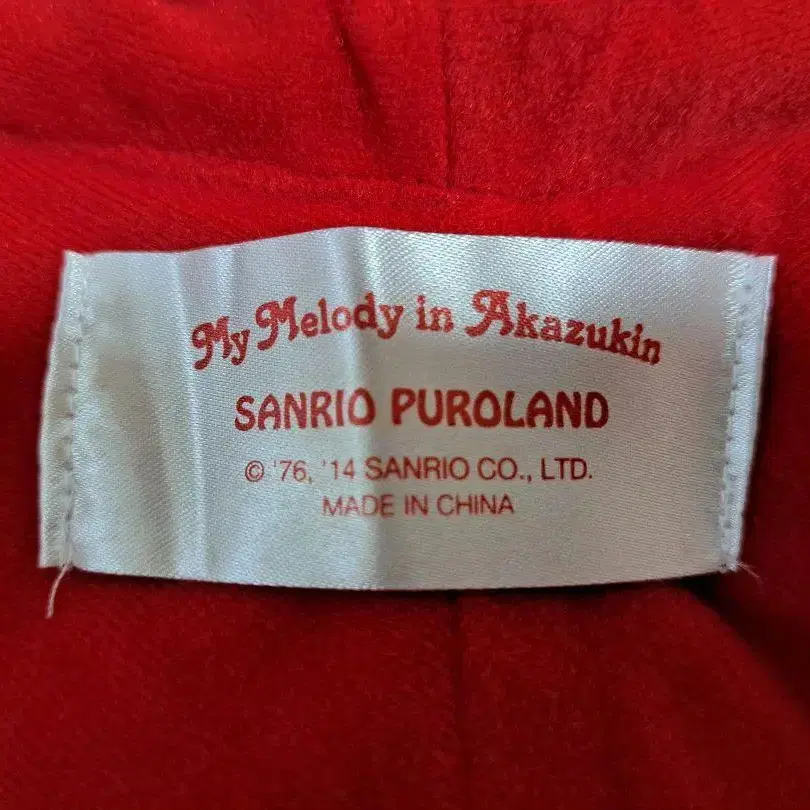 My Melody in Akazukin
SANRIO PUROLAND
© '76, '14 SANRIO CO., LTD.
MADE IN CHINA